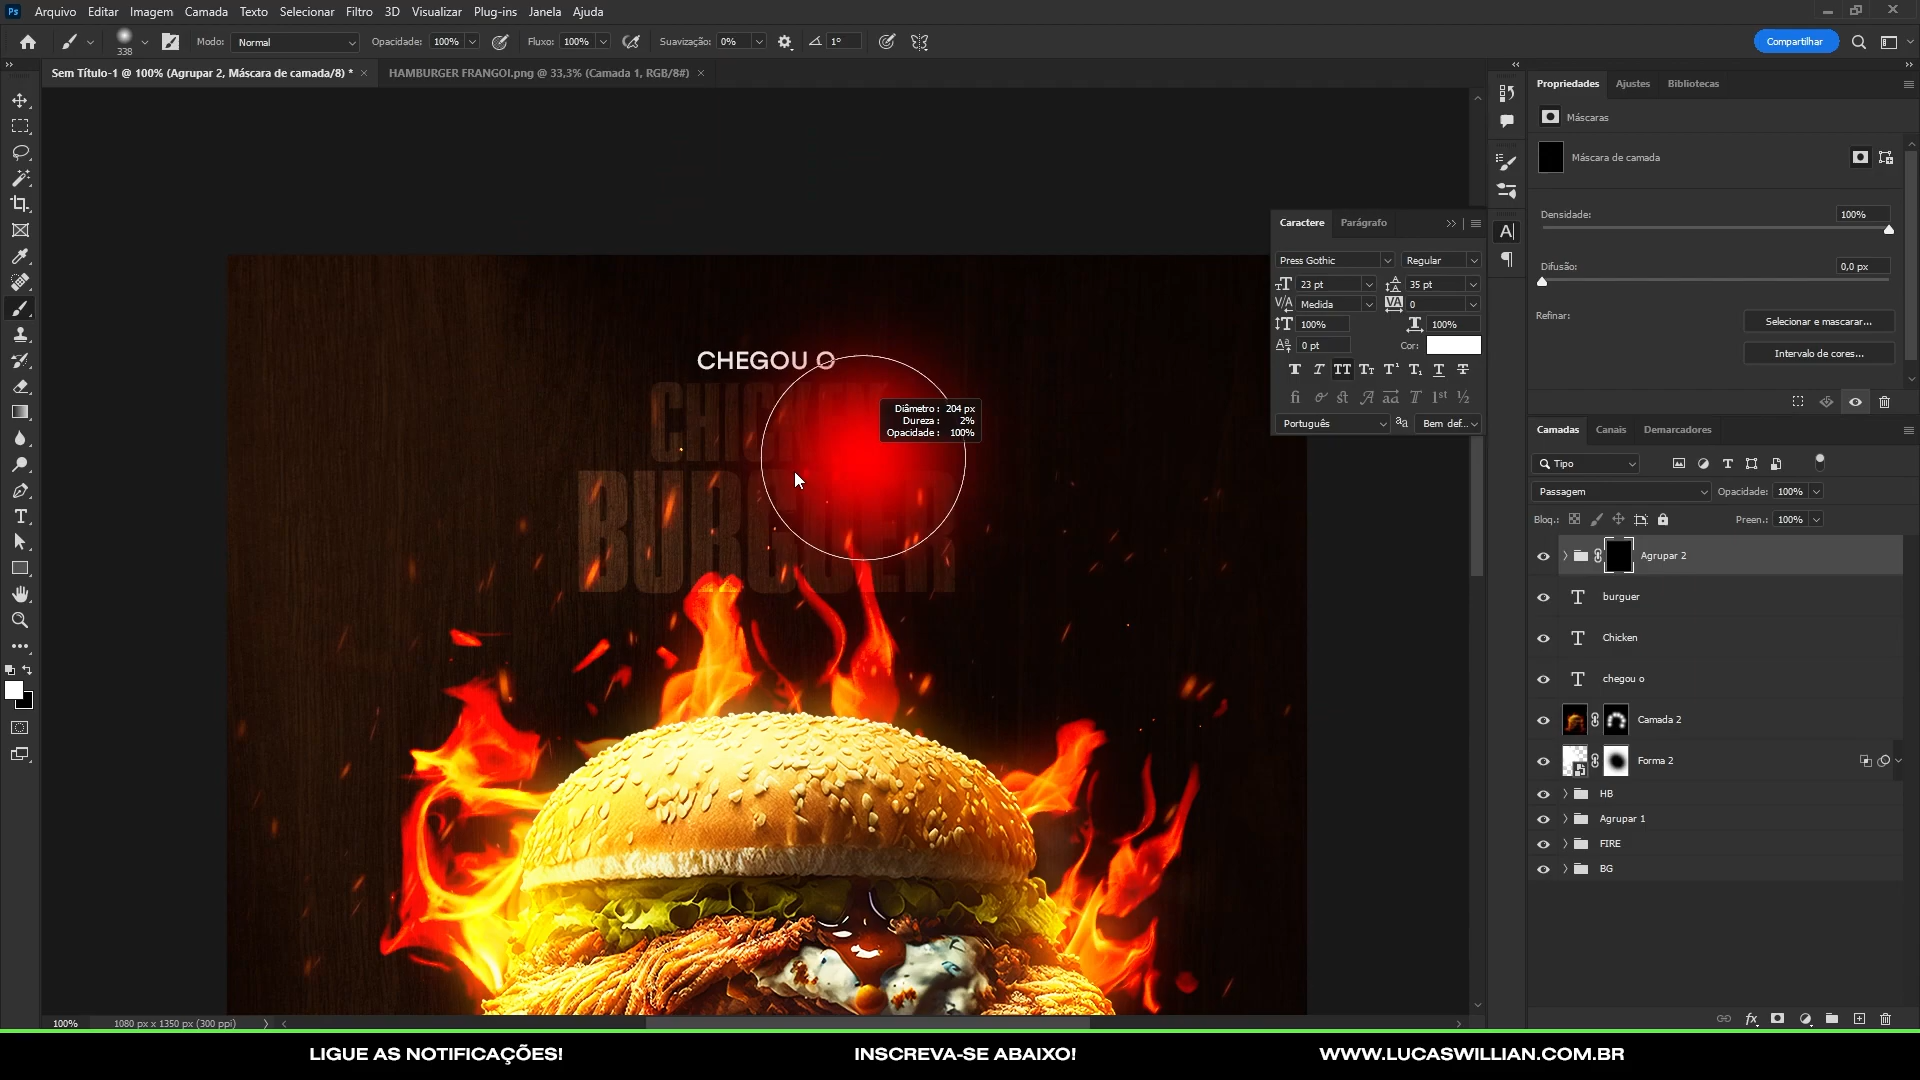 Ps Arquivo Editar Imagem Camada Texto Selecionar Filtro 3D Visualizar Plug-ins Janela Ajuda
338 Modo: Normal Opacidade: 100% Fluxo: 100% Suavização: 0% 1° Compartilhar
Sem Título-1 @ 100% (Agrupar 2, Máscara de camada/8) * × HAMBURGER FRANGOI.png @ 33,3% (Camada 1, RGB/8#) ×
Propriedades Ajustes Bibliotecas
Máscaras
Máscara de camada
Densidade: 100%
Difusão: 0,0 px
Refinar: Selecionar e mascarar...
Intervalo de cores...
Caractere Parágrafo
Press Gothic Regular
23 pt 35 pt
Medida 0
100% 100%
0 pt Cor:
Português Bem def...
CHEGOU O
CHICKEN
BURGUER
Diâmetro : 204 px
Dureza : 2%
Opacidade : 100%
Camadas Canais Demarcadores
Tipo
Passagem Opacidade: 100%
Bloq.: Preen.: 100%
Agrupar 2
burguer
Chicken
chegou o
Camada 2
Forma 2
HB
Agrupar 1
FIRE
BG
100% 1080 px x 1350 px (300 ppi)
LIGUE AS NOTIFICAÇÕES! INSCREVA-SE ABAIXO! WWW.LUCASWILLIAN.COM.BR